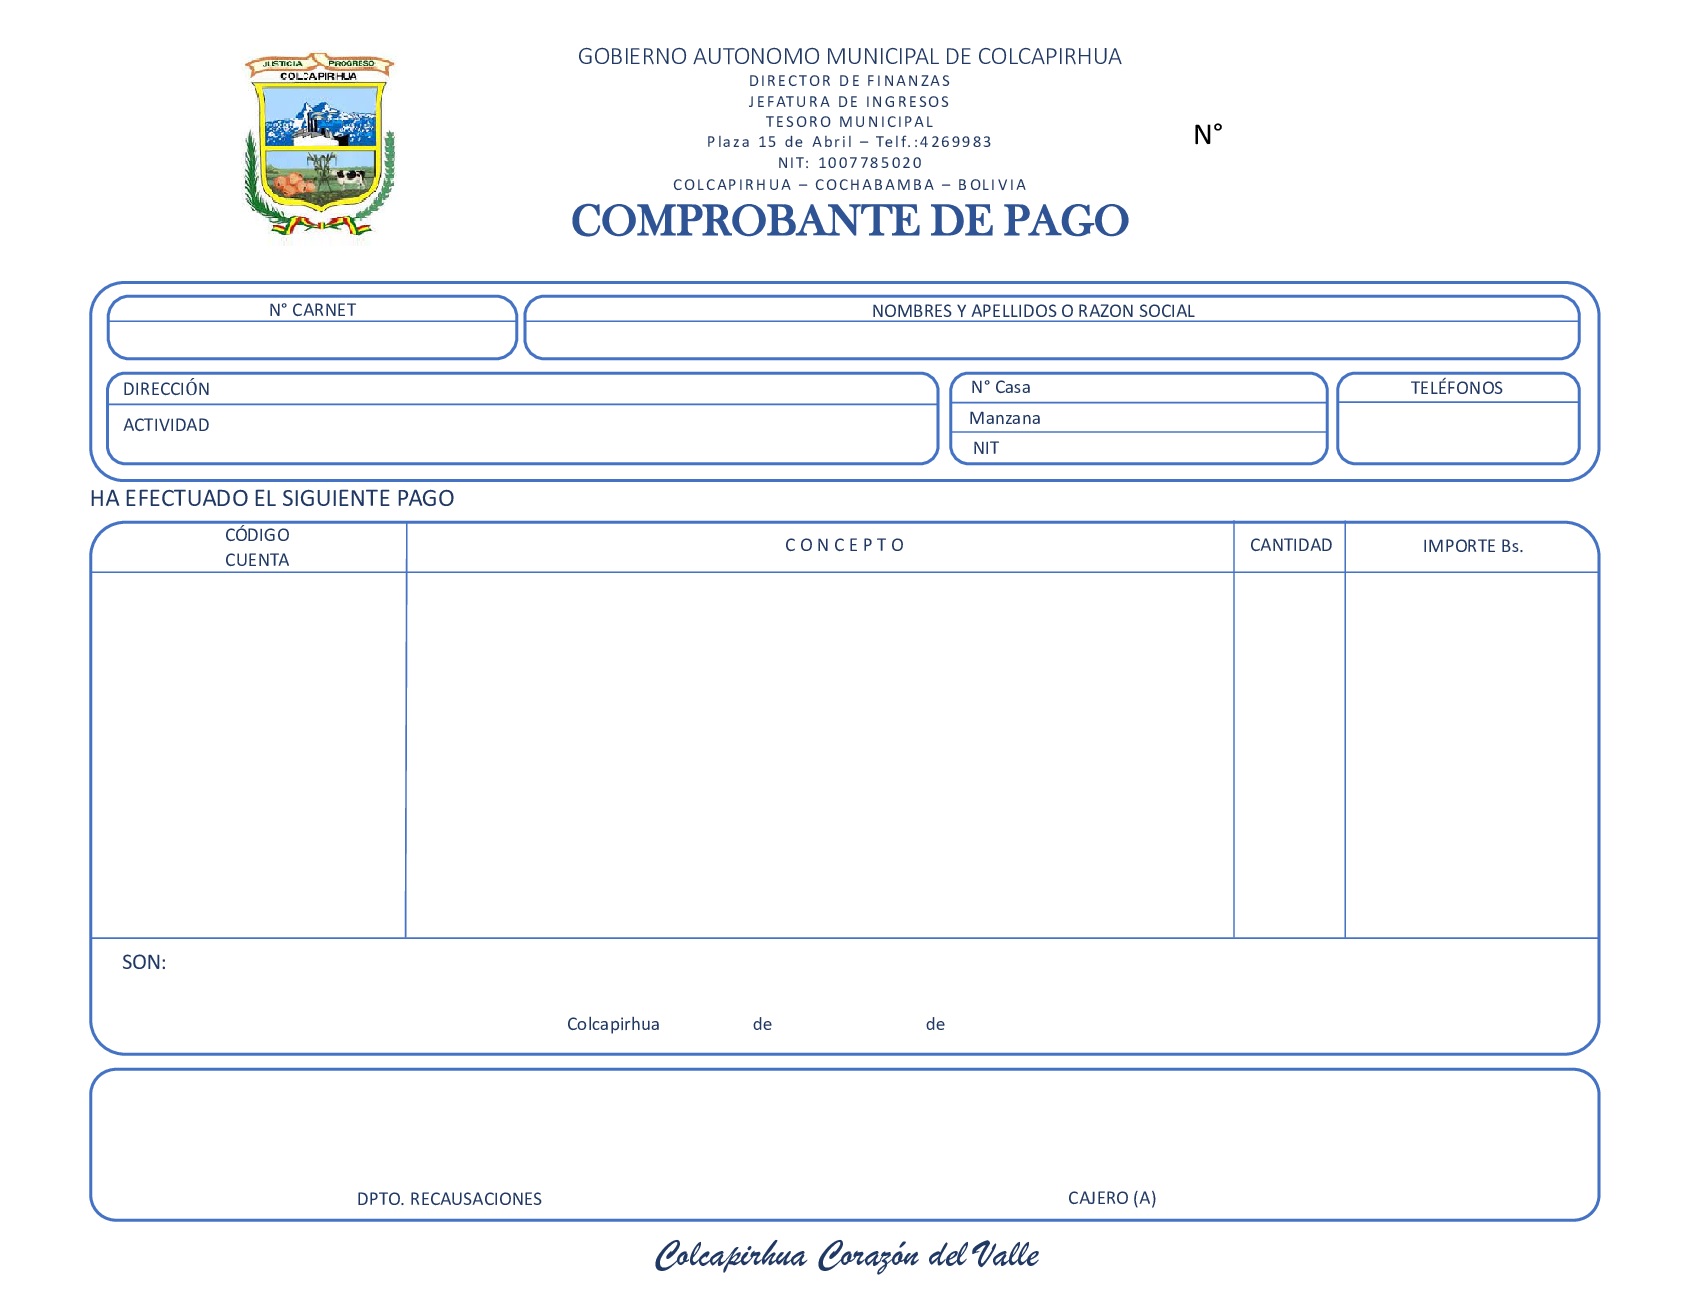 JUSTICIA PROGRESO
COLCAPIRHUA
GOBIERNO AUTONOMO MUNICIPAL DE COLCAPIRHUA
DIRECTOR DE FINANZAS
JEFATURA DE INGRESOS
TESORO MUNICIPAL
Plaza 15 de Abril – Telf.:4269983
NIT: 1007785020
COLCAPIRHUA – COCHABAMBA – BOLIVIA
COMPROBANTE DE PAGO
N°
N° CARNET
NOMBRES Y APELLIDOS O RAZON SOCIAL
DIRECCIÓN
ACTIVIDAD
N° Casa
Manzana
NIT
TELÉFONOS
HA EFECTUADO EL SIGUIENTE PAGO
CÓDIGO
CUENTA
CONCEPTO
CANTIDAD
IMPORTE Bs.
SON:
Colcapirhua de de
DPTO. RECAUSACIONES
CAJERO (A)
Colcapirhua Corazón del Valle